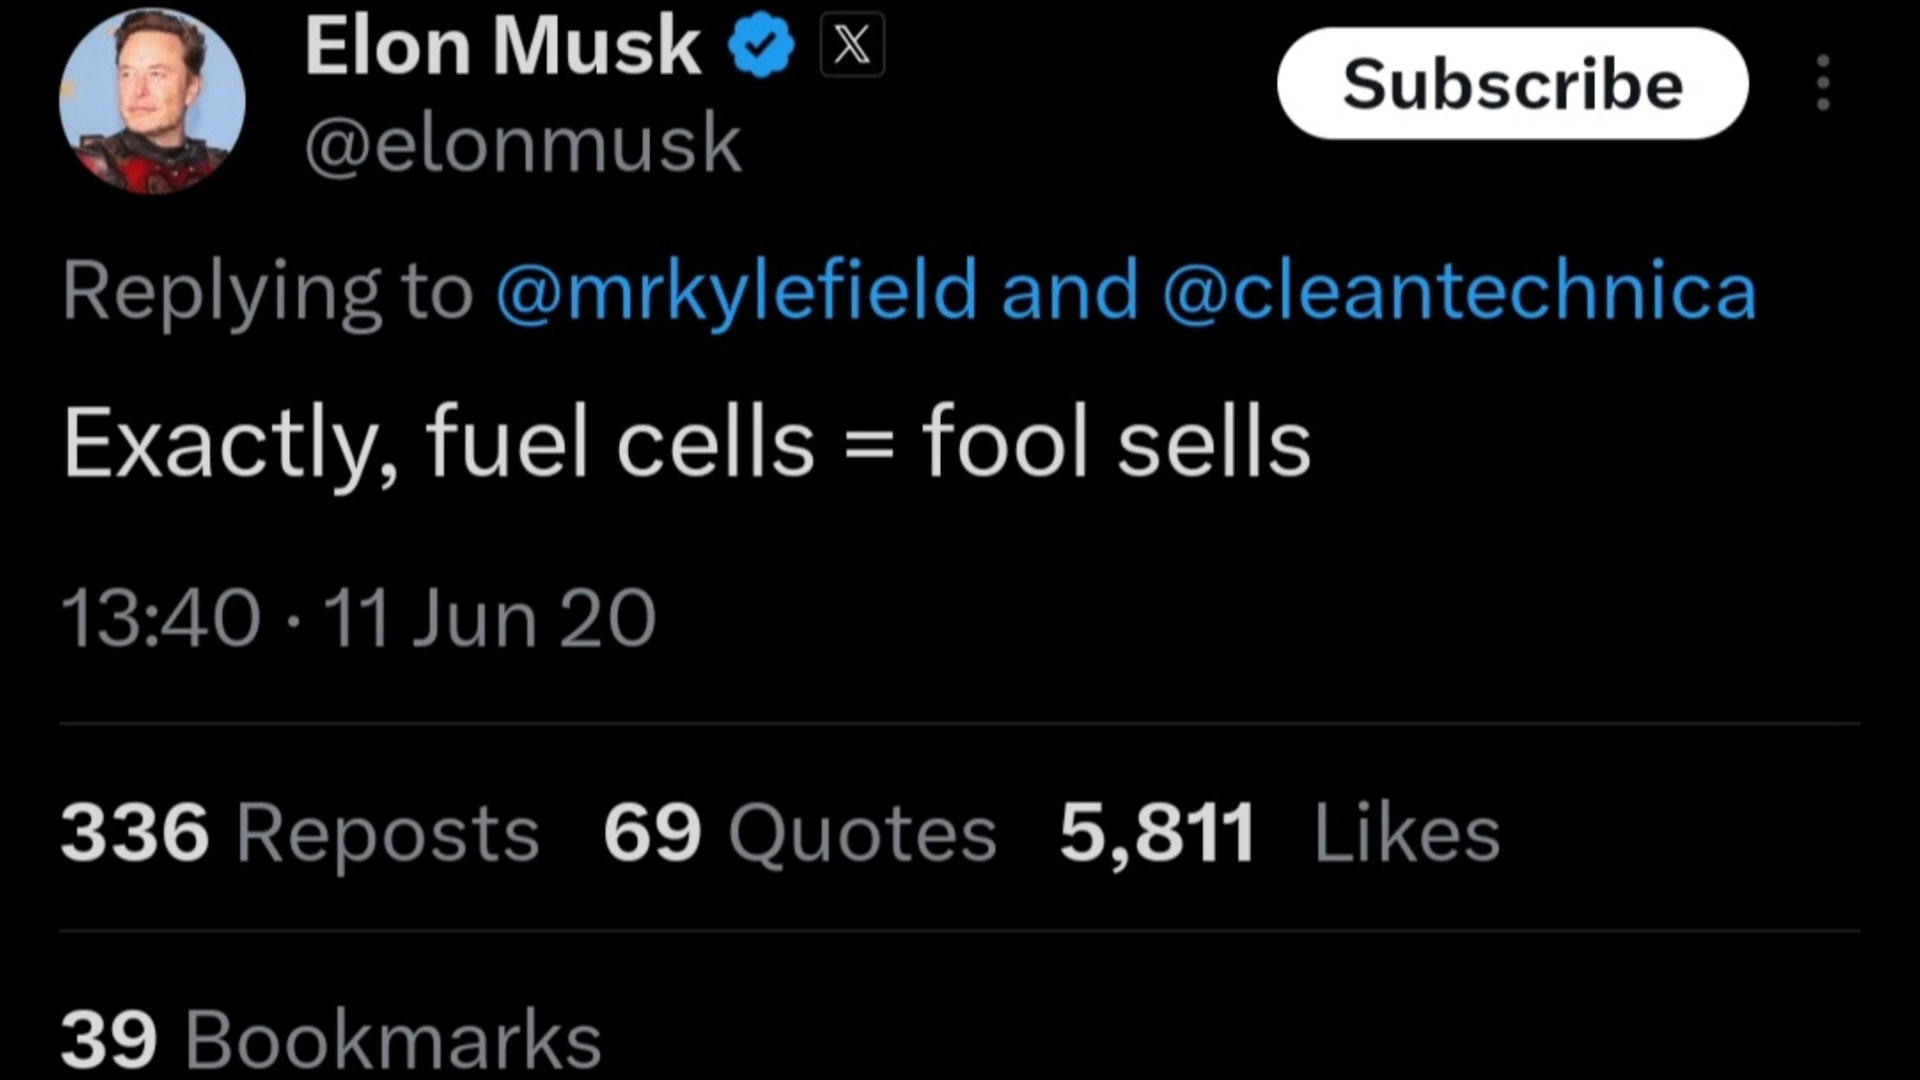 Elon Musk
@elonmusk
Subscribe
Replying to @mrkylefield and @cleantechnica
Exactly, fuel cells = fool sells
13:40 · 11 Jun 20
336 Reposts 69 Quotes 5,811 Likes
39 Bookmarks